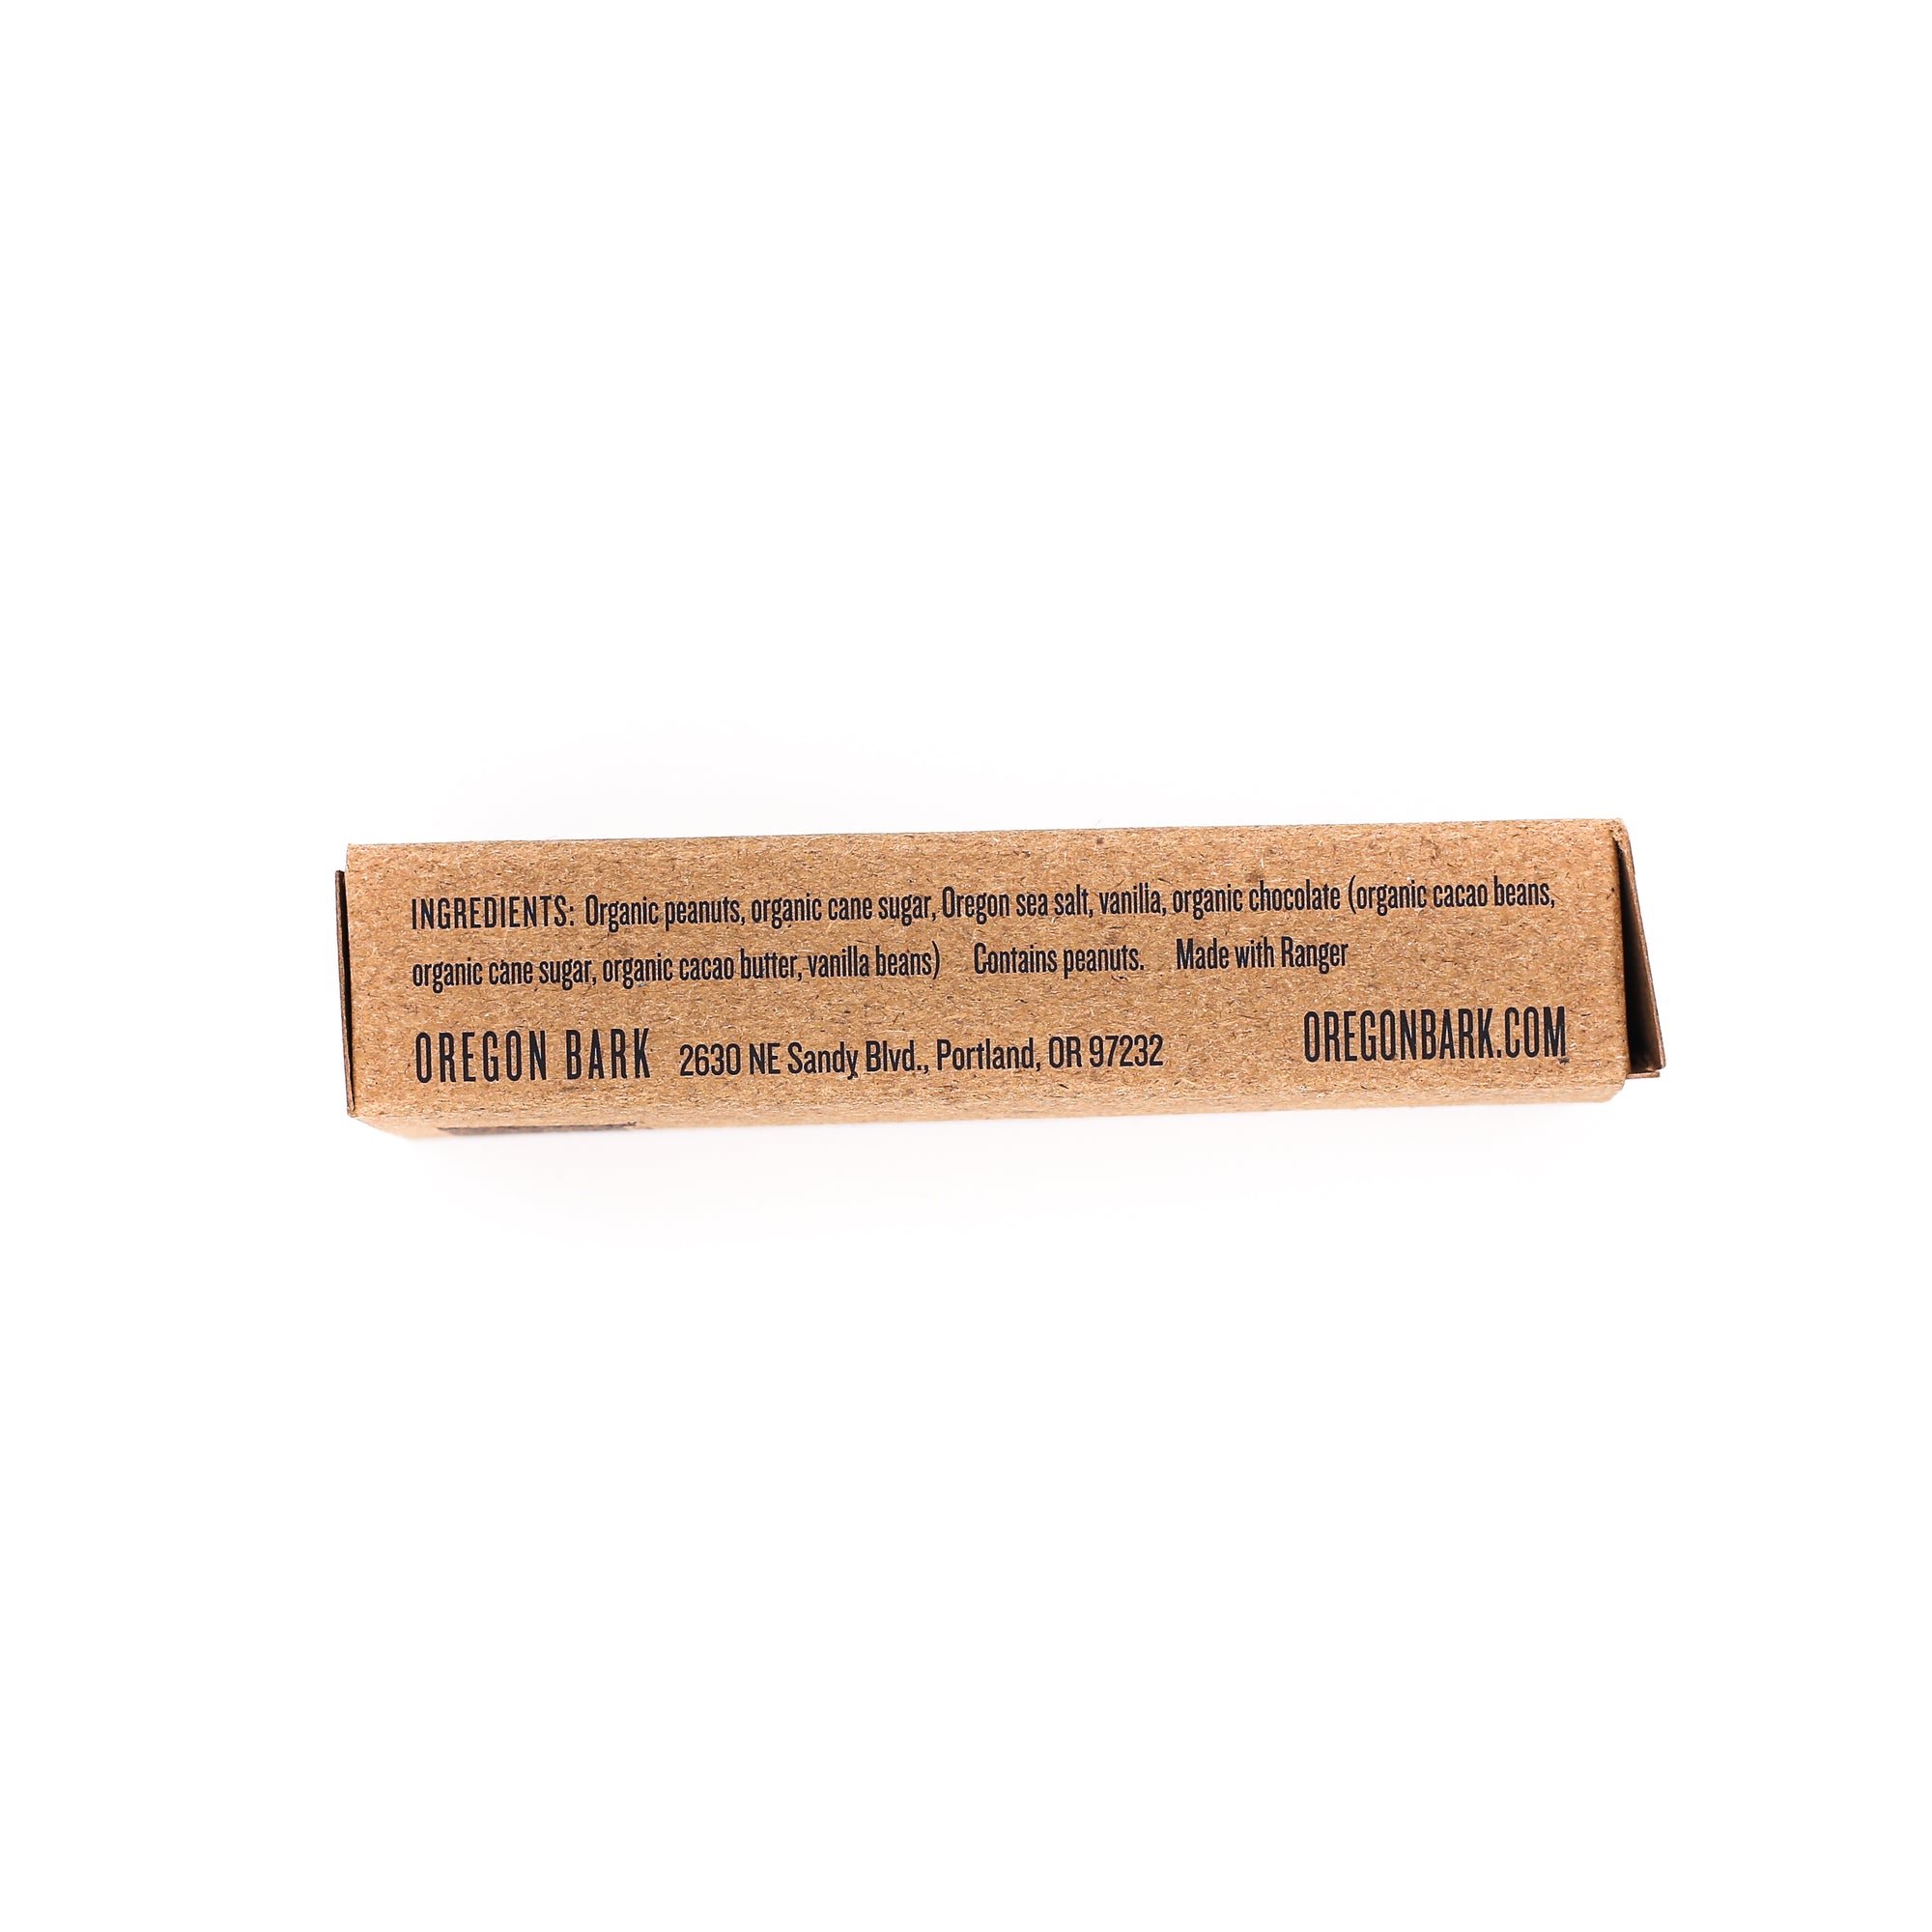 INGREDIENTS: Organic peanuts, organic cane sugar, Oregon sea salt, vanilla, organic chocolate (organic cacao beans,
organic cane sugar, organic cacao butter, vanilla beans) Contains peanuts. Made with Ranger
OREGON BARK 2630 NE Sandy Blvd., Portland, OR 97232 OREGONBARK.COM